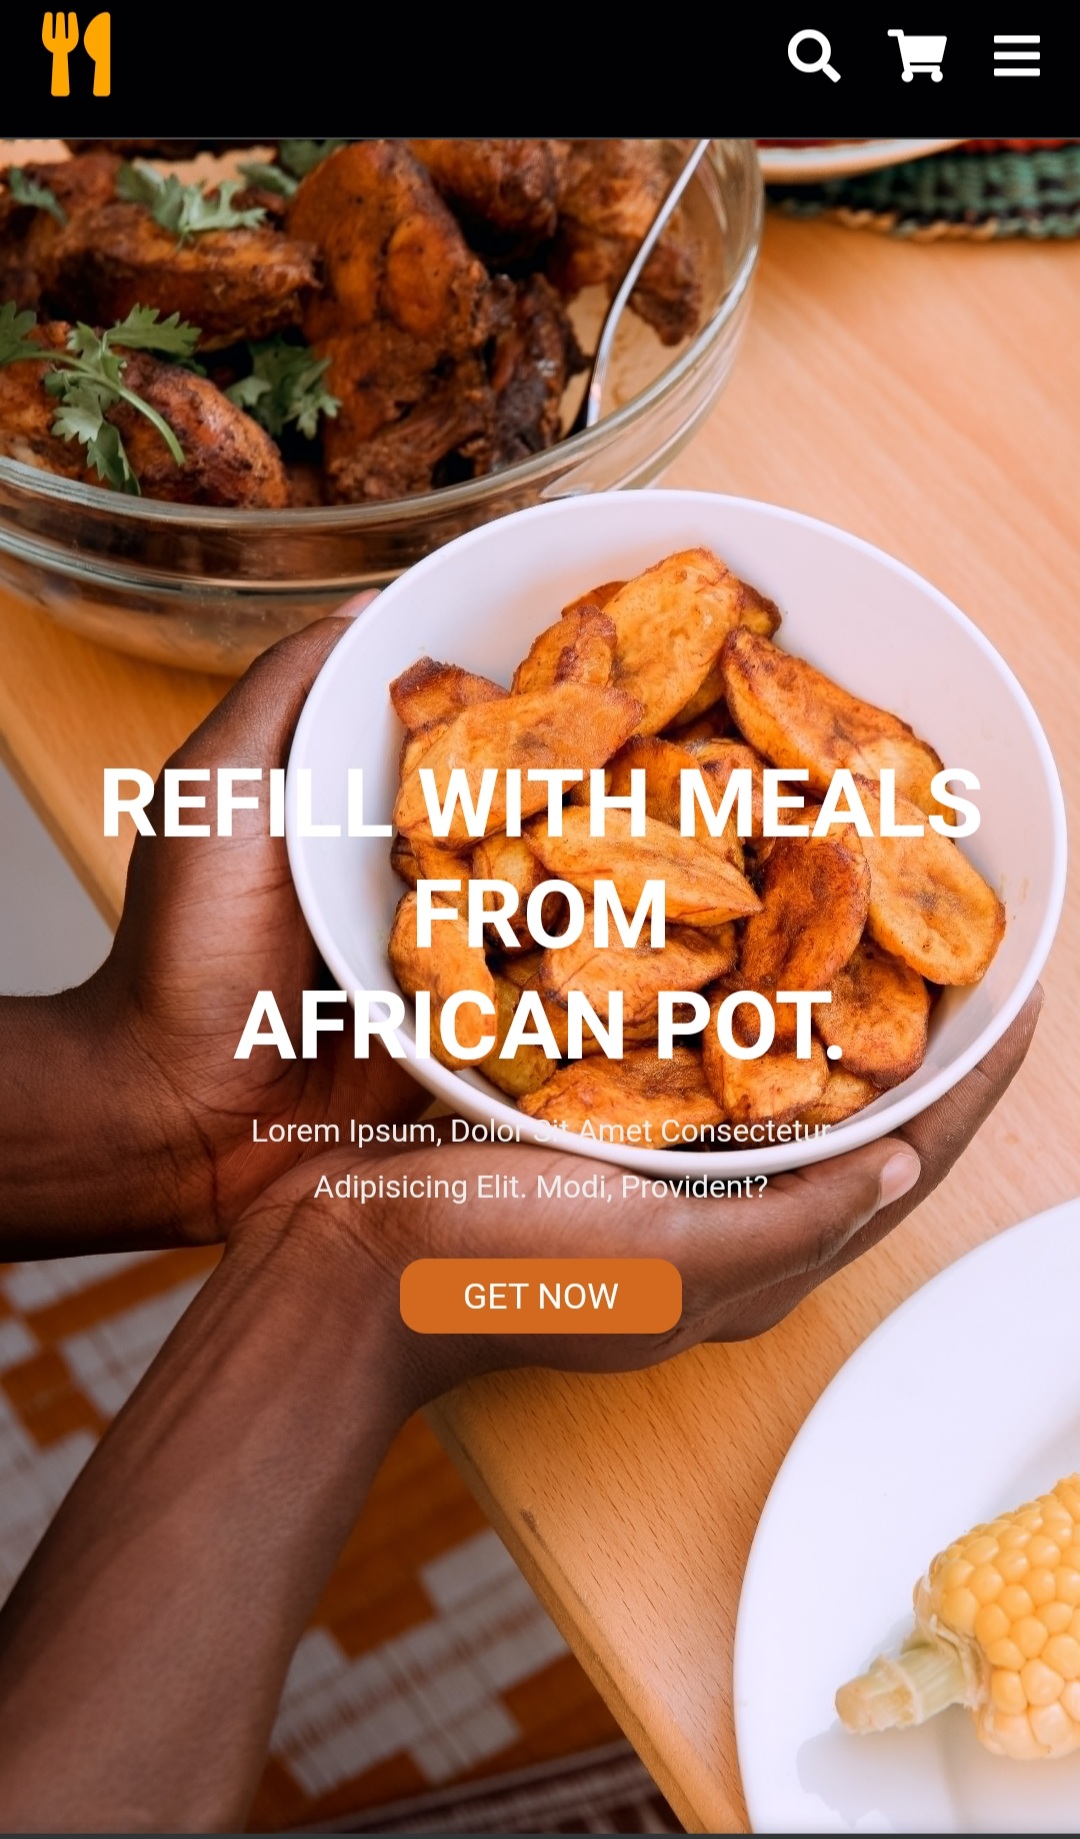 REFILL WITH MEALS
FROM
AFRICAN POT.
Lorem Ipsum, Dolor Sit Amet Consectetur
Adipisicing Elit. Modi, Provident?
GET NOW